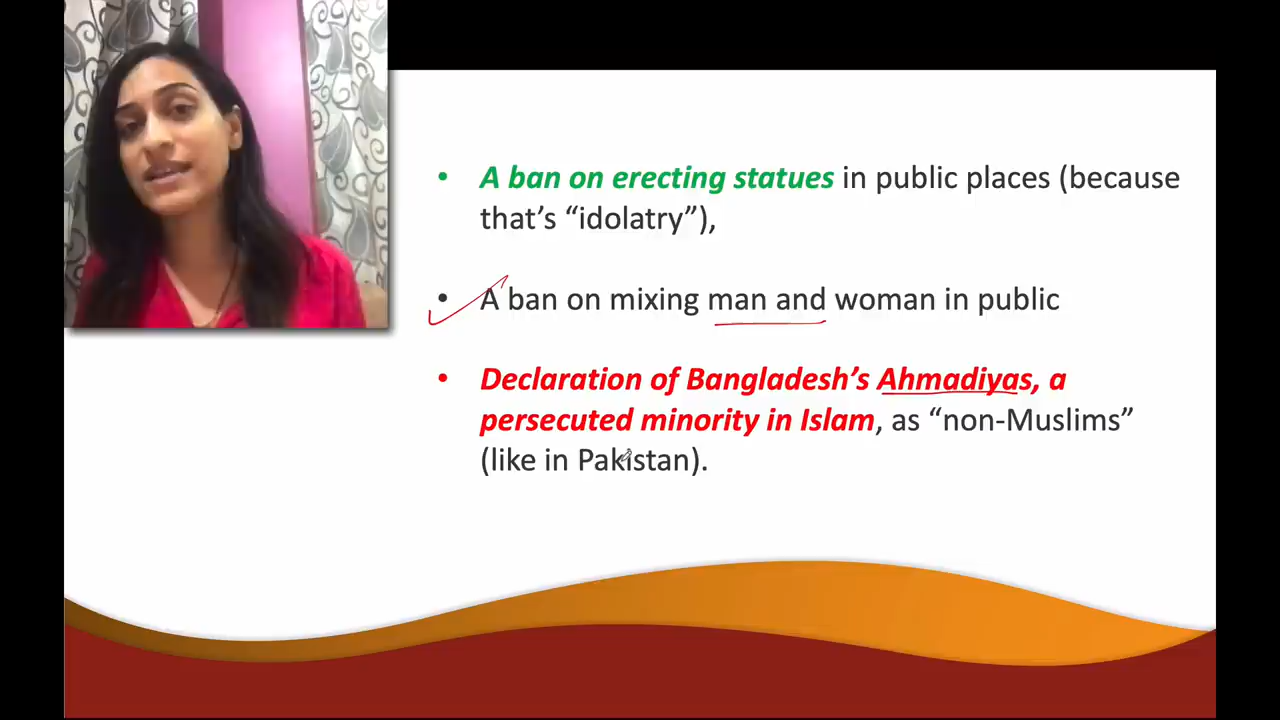 • A ban on erecting statues in public places (because
that’s “idolatry”),
• A ban on mixing man and woman in public
• Declaration of Bangladesh’s Ahmadiyas, a
persecuted minority in Islam, as “non-Muslims”
(like in Pakistan).